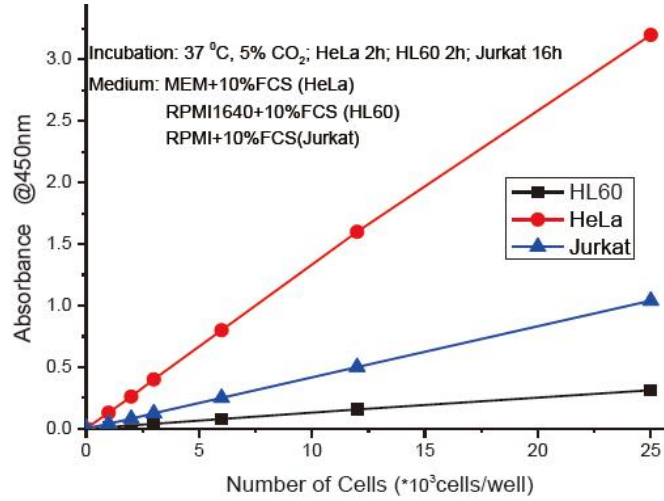 3.0
2.5
2.0
1.5
1.0
0.5
0.0
Absorbance @450nm
Incubation: 37 ⁰C, 5% CO₂; HeLa 2h; HL60 2h; Jurkat 16h
Medium: MEM+10%FCS (HeLa)
RPMI1640+10%FCS (HL60)
RPMI+10%FCS(Jurkat)
HL60
HeLa
Jurkat
0 5 10 15 20 25
Number of Cells (*10³cells/well)